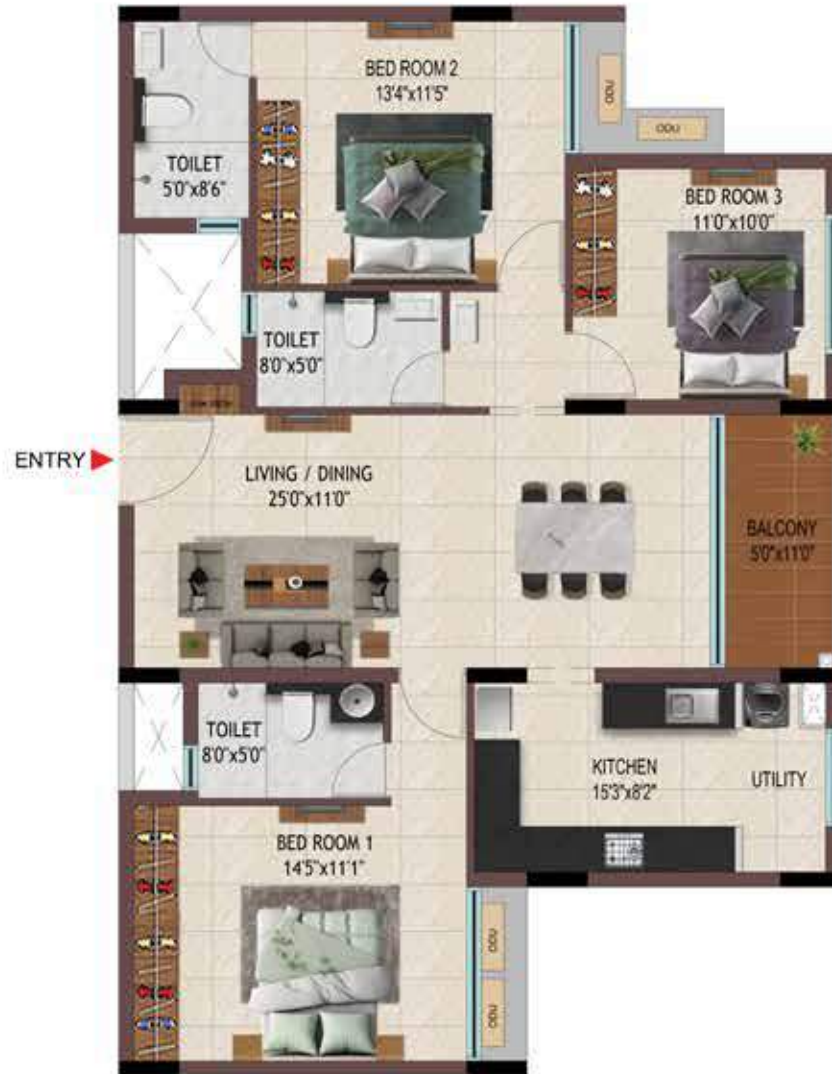 BED ROOM 2
13'4"x11'5"
ODU
ODU
TOILET
5'0"x8'6"
BED ROOM 3
11'0"x10'0"
TOILET
8'0"x5'0"
ENTRY
LIVING / DINING
25'0"x11'0"
BALCONY
5'0"x11'0"
TOILET
8'0"x5'0"
KITCHEN
15'3"x8'2"
UTILITY
BED ROOM 1
14'5"x11'1"
ODU
ODU